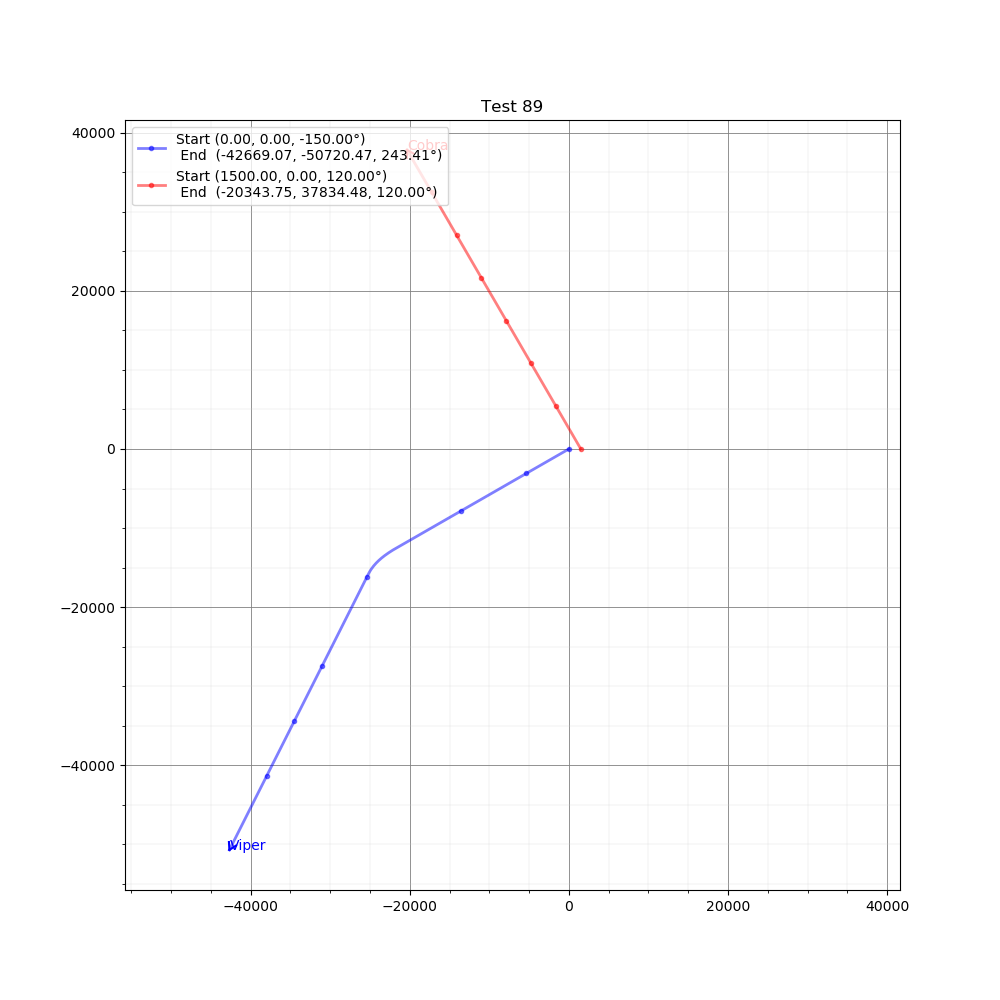 Test 89
Start (0.00, 0.00, -150.00°)
End (-42669.07, -50720.47, 243.41°)
Start (1500.00, 0.00, 120.00°)
End (-20343.75, 37834.48, 120.00°)
Cobra
Viper
40000
20000
0
−20000
−40000
−40000
−20000
0
20000
40000